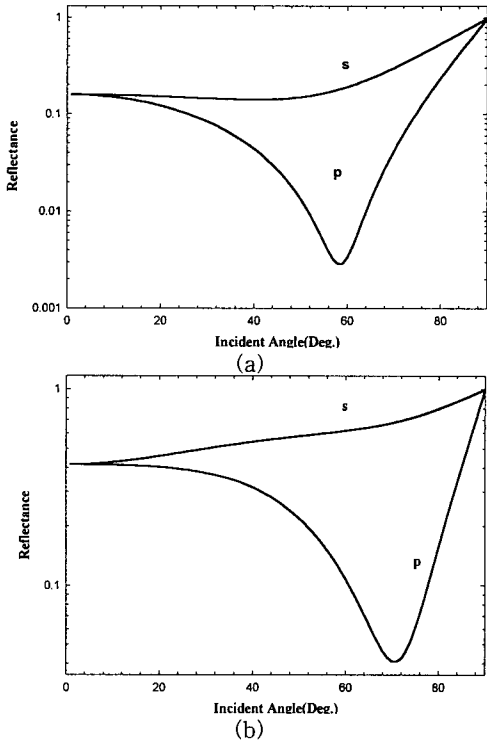 1
s
0.1
p
0.01
0.001
Reflectance
0 20 40 60 80
Incident Angle(Deg.)
(a)
1
s
0.1
p
Reflectance
0 20 40 60 80
Incident Angle(Deg.)
(b)